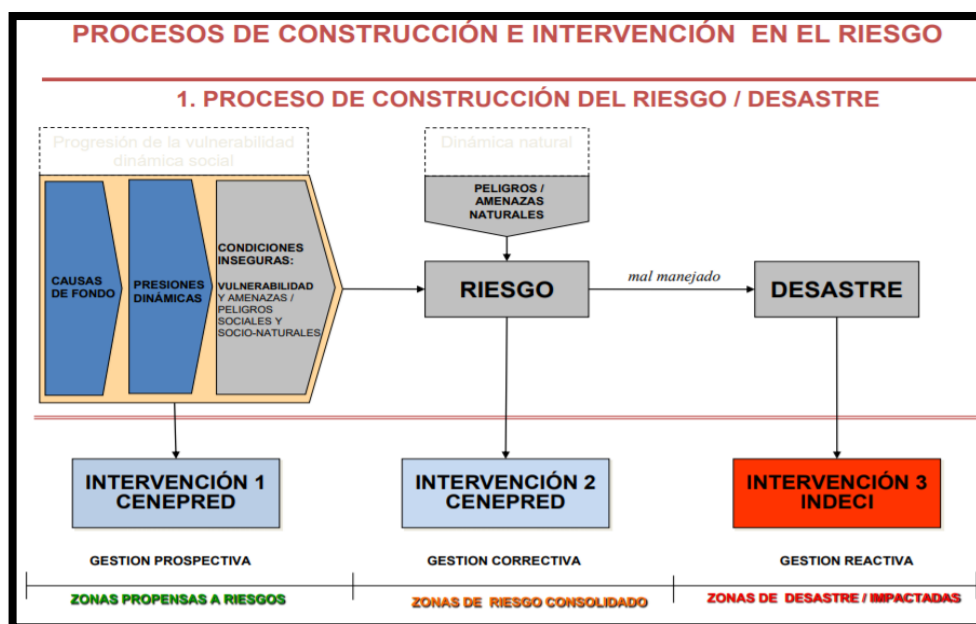 PROCESOS DE CONSTRUCCIÓN E INTERVENCIÓN EN EL RIESGO
1. PROCESO DE CONSTRUCCIÓN DEL RIESGO / DESASTRE
Progresión de la vulnerabilidad
dinámica social
Dinámica natural
PELIGROS /
AMENAZAS
NATURALES
CAUSAS
DE FONDO
PRESIONES
DINÁMICAS
CONDICIONES
INSEGURAS:
VULNERABILIDAD
Y AMENAZAS /
PELIGROS
SOCIALES Y
SOCIO-NATURALES
RIESGO
mal manejado
DESASTRE
INTERVENCIÓN 1
CENEPRED
INTERVENCIÓN 2
CENEPRED
INTERVENCIÓN 3
INDECI
GESTION PROSPECTIVA
GESTION CORRECTIVA
GESTION REACTIVA
ZONAS PROPENSAS A RIESGOS
ZONAS DE RIESGO CONSOLIDADO
ZONAS DE DESASTRE / IMPACTADAS